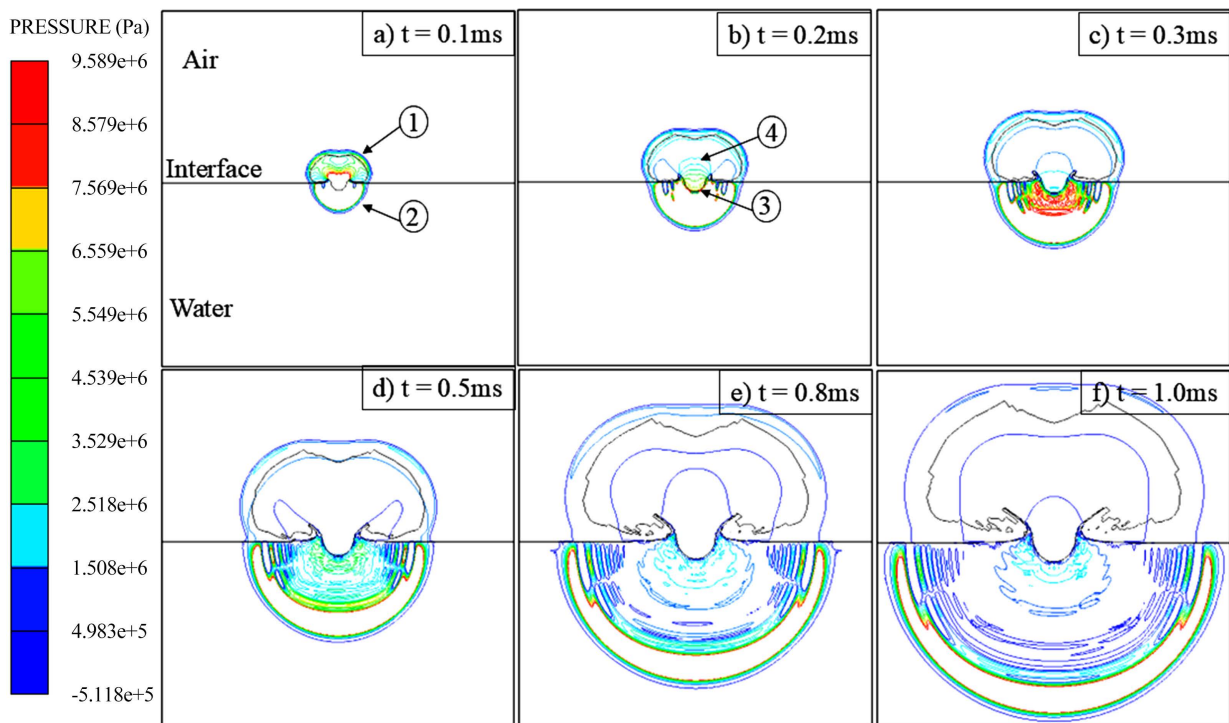 PRESSURE (Pa)
9.589e+6
8.579e+6
7.569e+6
6.559e+6
5.549e+6
4.539e+6
3.529e+6
2.518e+6
1.508e+6
4.983e+5
-5.118e+5
a) t = 0.1ms
Air
1
Interface
2
Water
b) t = 0.2ms
4
3
c) t = 0.3ms
d) t = 0.5ms
e) t = 0.8ms
f) t = 1.0ms